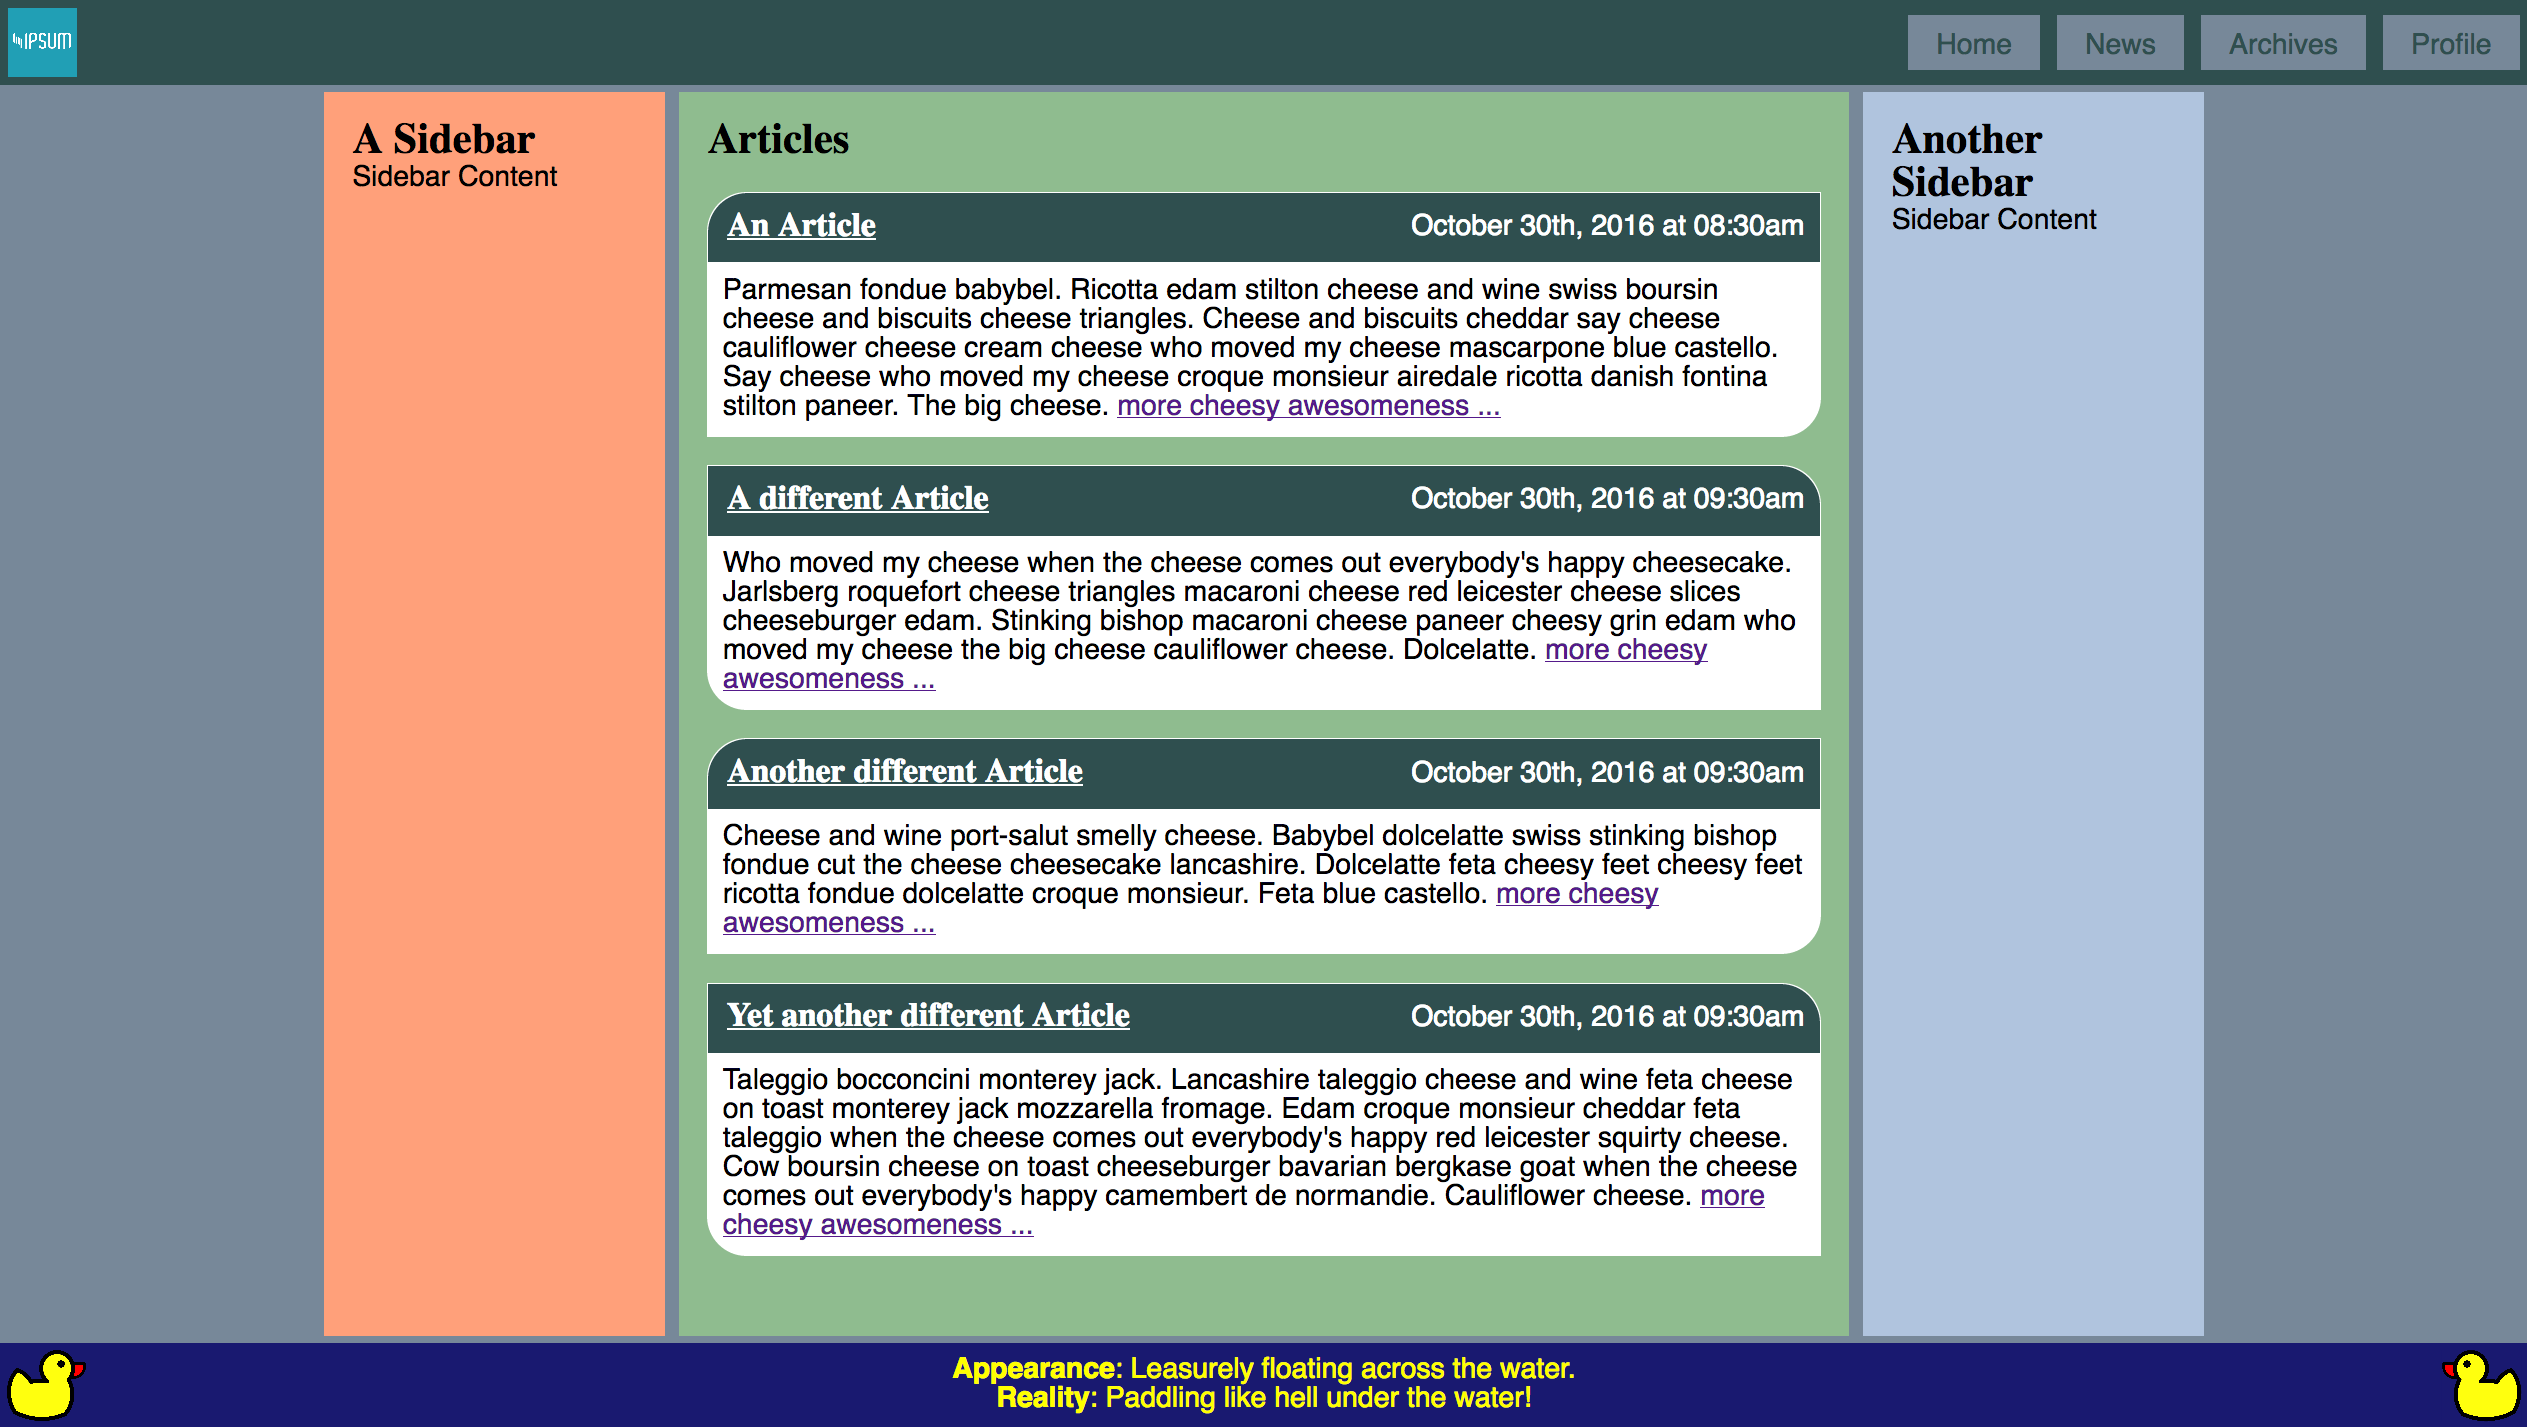 IPSUM
Home
News
Archives
Profile
A Sidebar
Sidebar Content
Articles
An Article
October 30th, 2016 at 08:30am
Parmesan fondue babybel. Ricotta edam stilton cheese and wine swiss boursin
cheese and biscuits cheese triangles. Cheese and biscuits cheddar say cheese
cauliflower cheese cream cheese who moved my cheese mascarpone blue castello.
Say cheese who moved my cheese croque monsieur airedale ricotta danish fontina
stilton paneer. The big cheese. more cheesy awesomeness ...
A different Article
October 30th, 2016 at 09:30am
Who moved my cheese when the cheese comes out everybody's happy cheesecake.
Jarlsberg roquefort cheese triangles macaroni cheese red leicester cheese slices
cheeseburger edam. Stinking bishop macaroni cheese paneer cheesy grin edam who
moved my cheese the big cheese cauliflower cheese. Dolcelatte. more cheesy
awesomeness ...
Another different Article
October 30th, 2016 at 09:30am
Cheese and wine port-salut smelly cheese. Babybel dolcelatte swiss stinking bishop
fondue cut the cheese cheesecake lancashire. Dolcelatte feta cheesy feet cheesy feet
ricotta fondue dolcelatte croque monsieur. Feta blue castello. more cheesy
awesomeness ...
Yet another different Article
October 30th, 2016 at 09:30am
Taleggio bocconcini monterey jack. Lancashire taleggio cheese and wine feta cheese
on toast monterey jack mozzarella fromage. Edam croque monsieur cheddar feta
taleggio when the cheese comes out everybody's happy red leicester squirty cheese.
Cow boursin cheese on toast cheeseburger bavarian bergkase goat when the cheese
comes out everybody's happy camembert de normandie. Cauliflower cheese. more
cheesy awesomeness ...
Another
Sidebar
Sidebar Content
Appearance: Leasurely floating across the water.
Reality: Paddling like hell under the water!